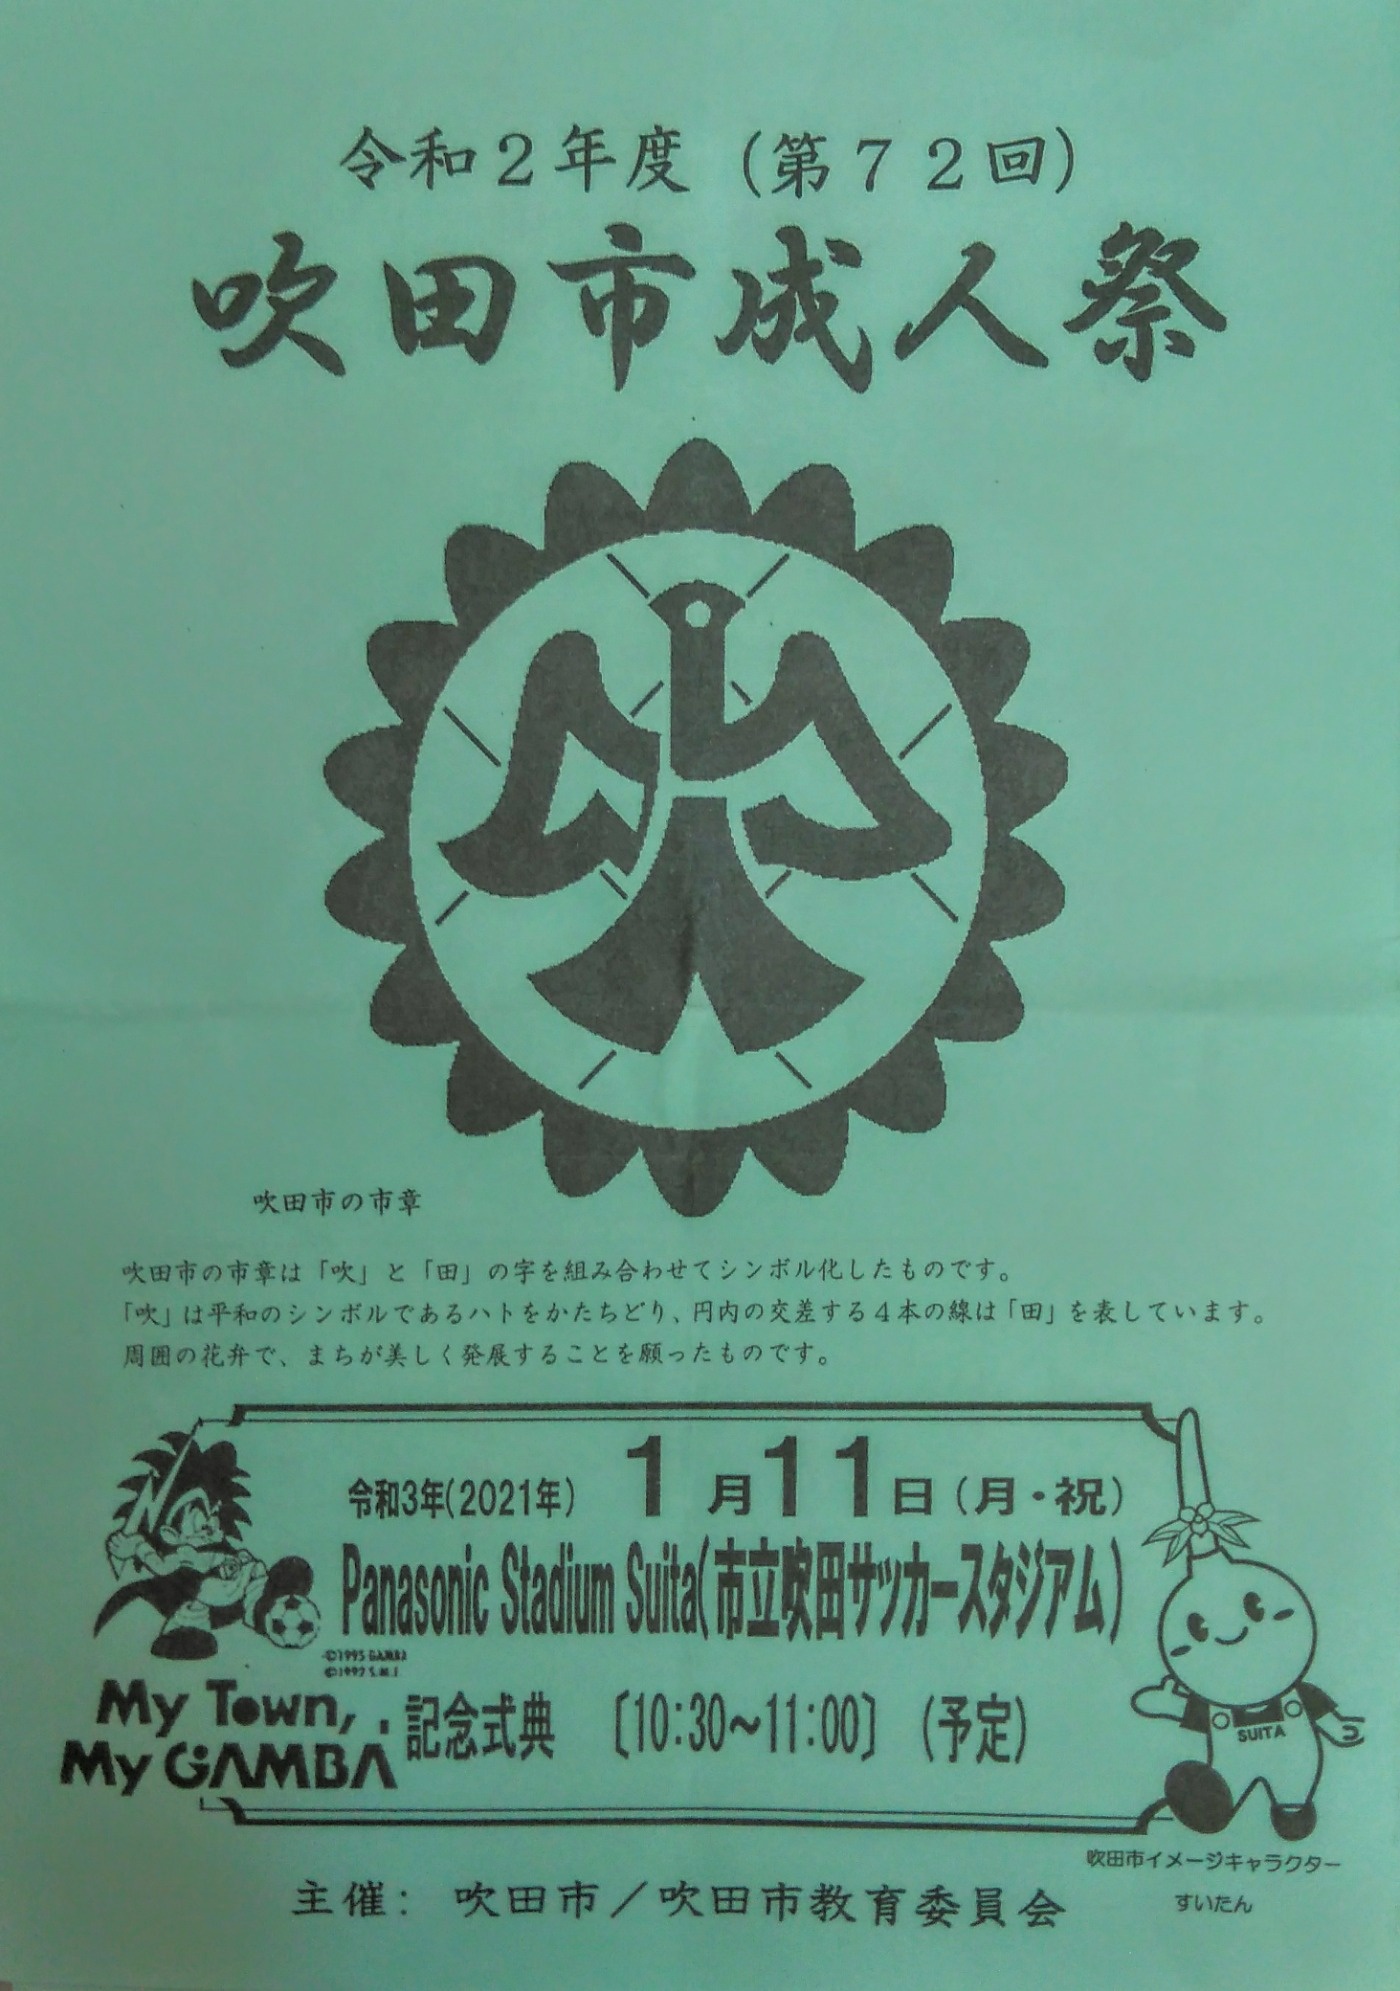 令和２年度（第７２回）
吹田市成人祭
吹田市の市章
吹田市の市章は「吹」と「田」の字を組み合わせてシンボル化したものです。
「吹」は平和のシンボルであるハトをかたちどり、円内の交差する４本の線は「田」を表しています。
周囲の花弁で、まちが美しく発展することを願ったものです。
令和3年(2021年) 1月11日(月・祝)
Panasonic Stadium Suita(市立吹田サッカースタジアム)
©1995 GAMBA
©1997 S.M.I
My Town,
My GAMBA
記念式典 〔10:30～11:00〕 (予定)
SUITA
吹田市イメージキャラクター
すいたん
主催： 吹田市／吹田市教育委員会